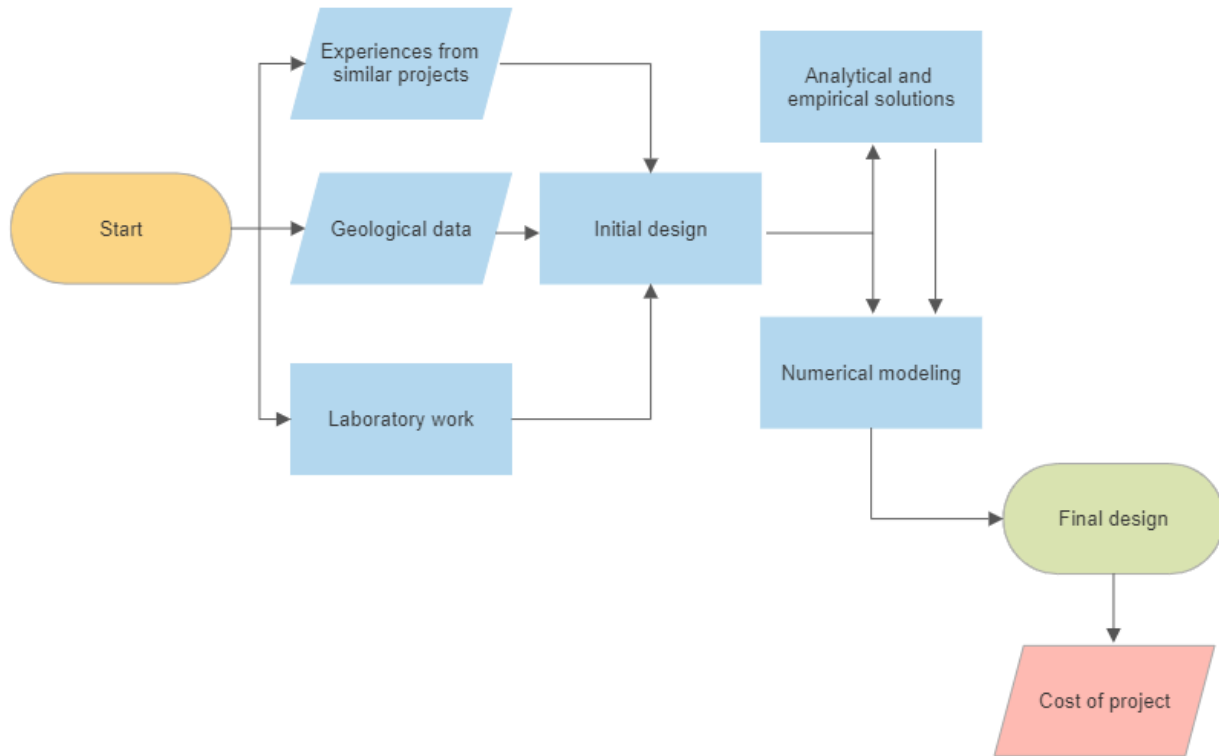 Experiences from
similar projects
Analytical and
empirical solutions
Start
Geological data
Initial design
Numerical modeling
Laboratory work
Final design
Cost of project